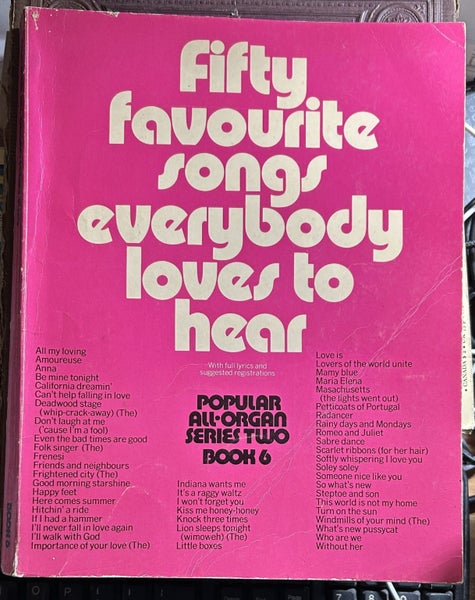 Fifty
favourite
songs
everybody
loves to
hear
With full lyrics and
suggested registrations
POPULAR
ALL-ORGAN
SERIES TWO
BOOK 6
All my loving
Amoureuse
Anna
Be mine tonight
California dreamin'
Can't help falling in love
Deadwood stage
(whip-crack-away) (The)
Don't laugh at me
('cause I'm a fool)
Even the bad times are good
Folk singer (The)
Frenesi
Friends and neighbours
Frightened city (The)
Good morning starshine
Happy feet
Here comes summer
Hitchin' a ride
If I had a hammer
I'll never fall in love again
I'll walk with God
Importance of your love (The)
Indiana wants me
It's a raggy waltz
I won't forget you
Kiss me honey-honey
Knock three times
Lion sleeps tonight
(wimoweh) (The)
Little boxes
Love is
Lovers of the world unite
Mamy blue
Maria Elena
Masachusetts
(the lights went out)
Petticoats of Portugal
Radancer
Rainy days and Mondays
Romeo and Juliet
Sabre dance
Scarlet ribbons (for her hair)
Softly whispering I love you
Soley soley
Someone nice like you
So what's new
Steptoe and son
This world is not my home
Turn on the sun
Windmills of your mind (The)
What's new pussycat
Who are we
Without her
BOOK 6